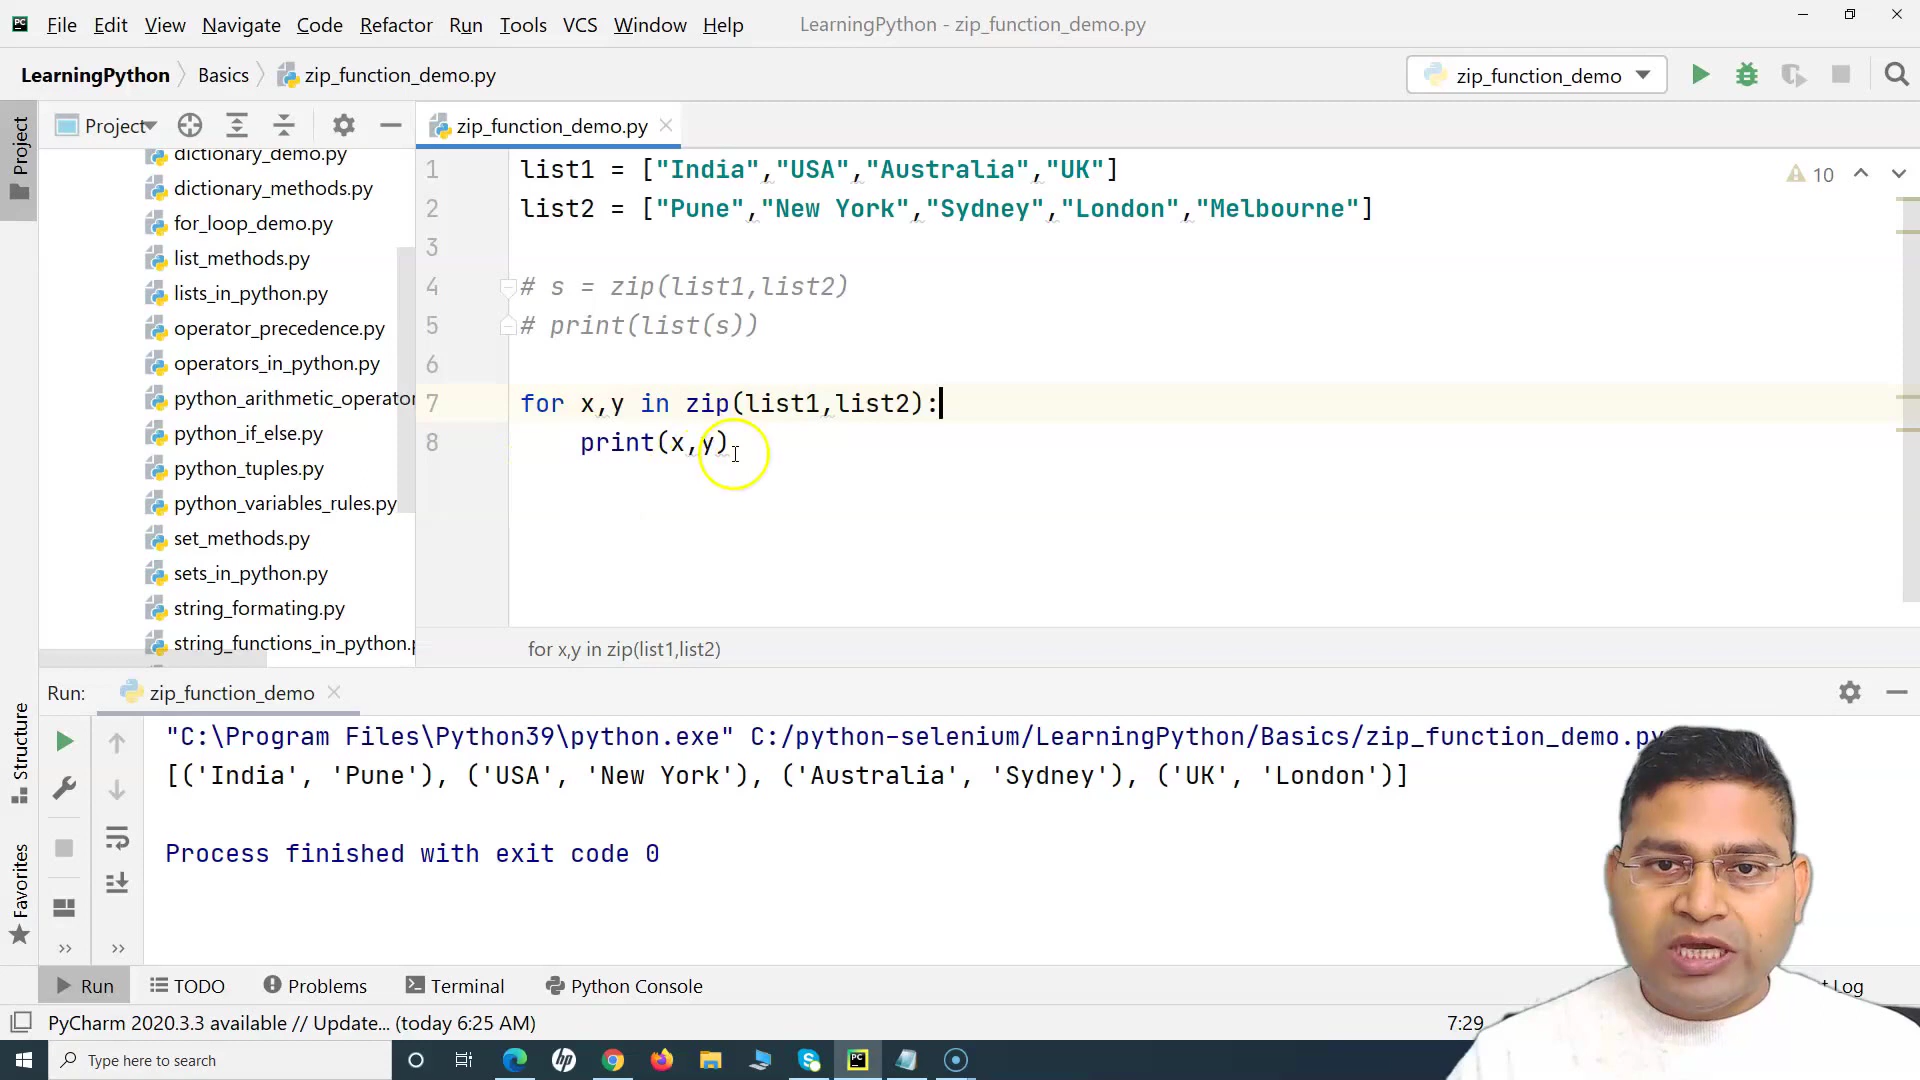 File Edit View Navigate Code Refactor Run Tools VCS Window Help LearningPython - zip_function_demo.py
LearningPython Basics zip_function_demo.py zip_function_demo
Project
Project
zip_function_demo.py
dictionary_demo.py
dictionary_methods.py
for_loop_demo.py
list_methods.py
lists_in_python.py
operator_precedence.py
operators_in_python.py
python_arithmetic_operator
python_if_else.py
python_tuples.py
python_variables_rules.py
set_methods.py
sets_in_python.py
string_formating.py
string_functions_in_python.
1 list1 = ["India","USA","Australia","UK"]
10
2 list2 = ["Pune","New York","Sydney","London","Melbourne"]
3
4 # s = zip(list1,list2)
5 # print(list(s))
6
7 for x,y in zip(list1,list2):
8 print(x,y)
for x,y in zip(list1,list2)
Run: zip_function_demo
Structure
Favorites
"C:\Program Files\Python39\python.exe" C:/python-selenium/LearningPython/Basics/zip_function_demo.py
[('India', 'Pune'), ('USA', 'New York'), ('Australia', 'Sydney'), ('UK', 'London')]
Process finished with exit code 0
Run TODO Problems Terminal Python Console t Log
PyCharm 2020.3.3 available // Update... (today 6:25 AM) 7:29
Type here to search
hp
PC